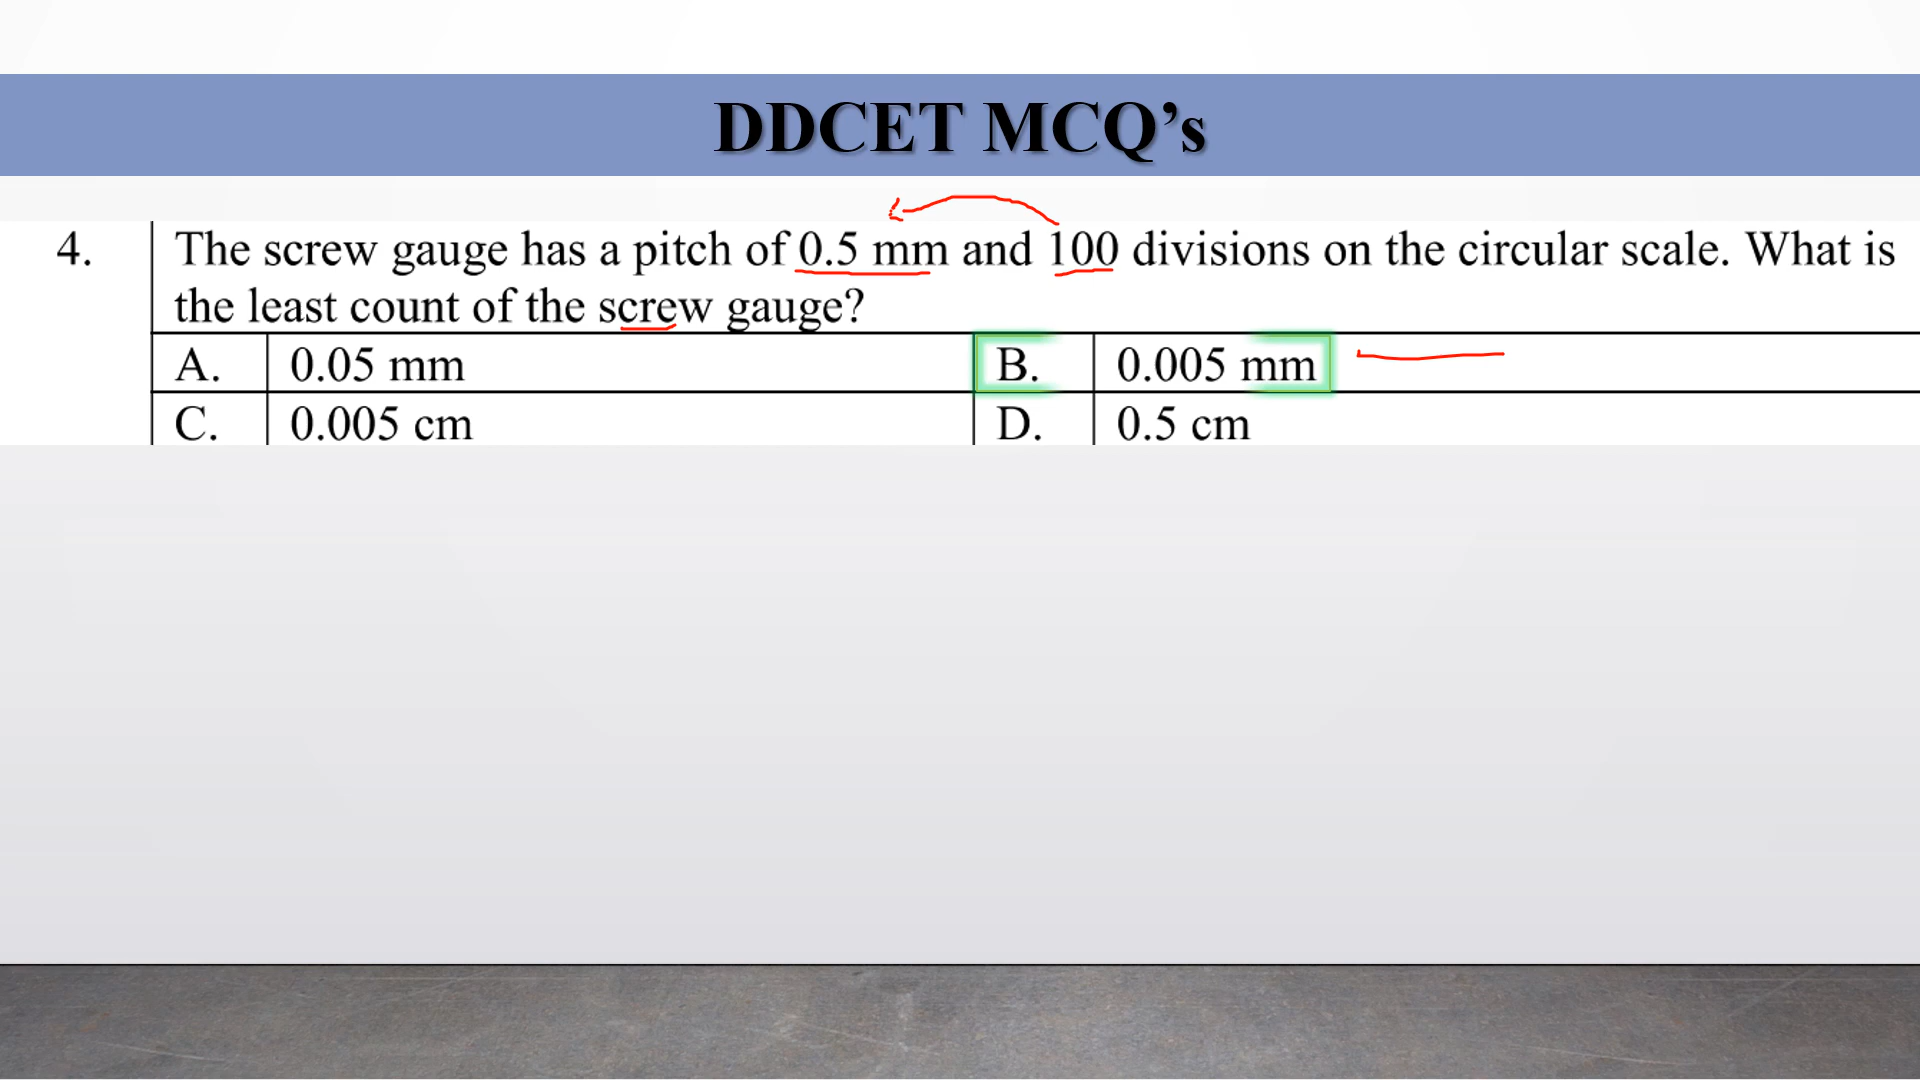 DDCET MCQ’s
4. The screw gauge has a pitch of 0.5 mm and 100 divisions on the circular scale. What is
the least count of the screw gauge?
A. 0.05 mm B. 0.005 mm
C. 0.005 cm D. 0.5 cm